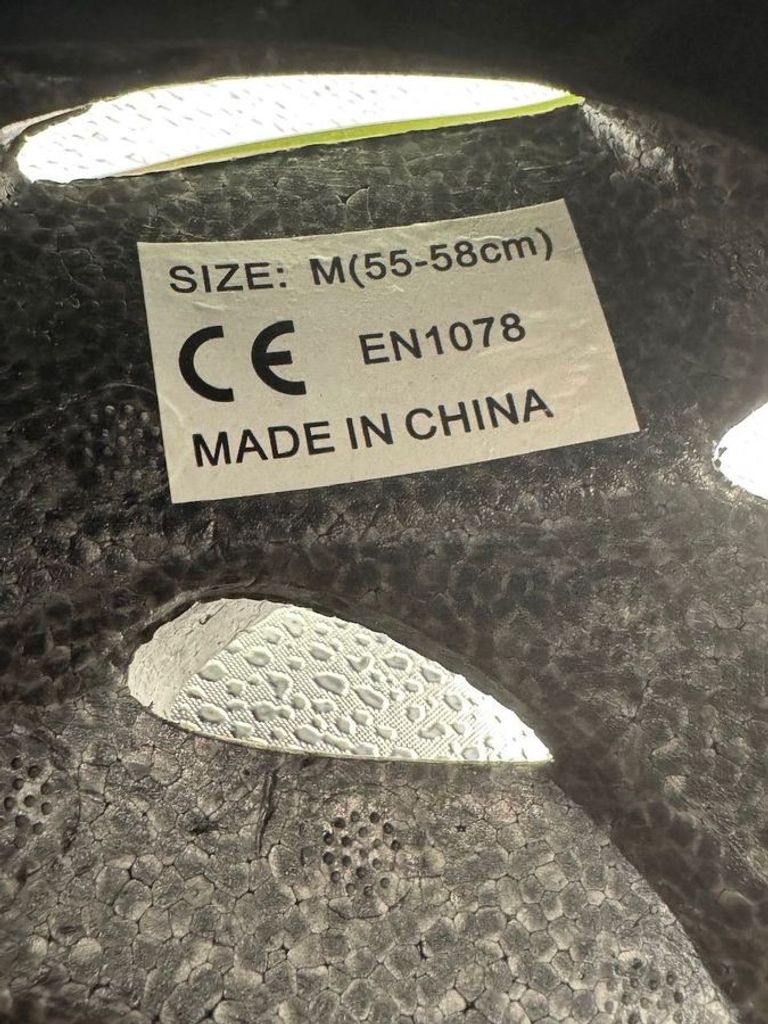 SIZE: M(55-58cm)
CE EN1078
MADE IN CHINA